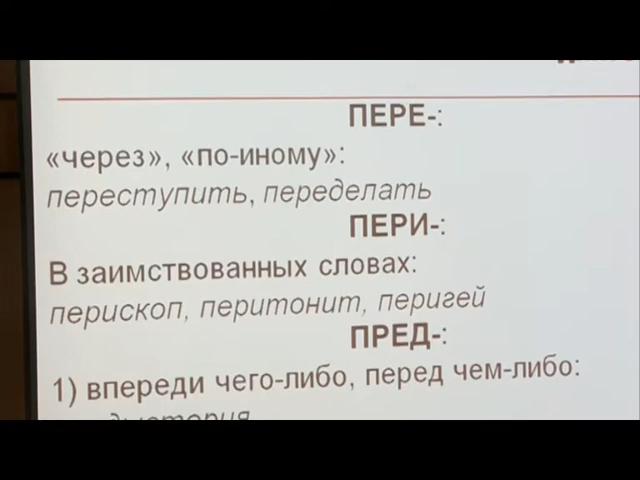 ПЕРЕ-:
«через», «по-иному»:
переступить, переделать
ПЕРИ-:
В заимствованных словах:
перископ, перитонит, перигей
ПРЕД-:
1) впереди чего-либо, перед чем-либо: